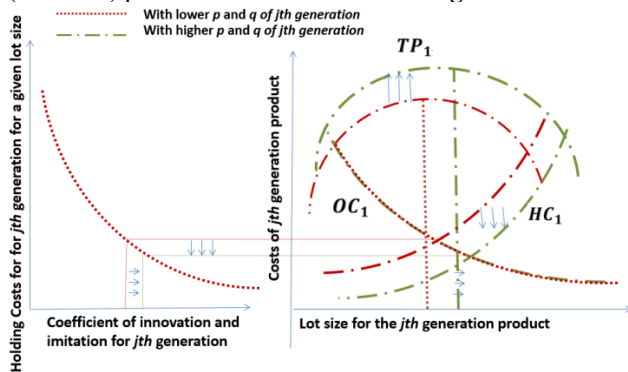 With lower p and q of jth generation
With higher p and q of jth generation
Holding Costs for for jth generation for a given lot size
Costs of jth generation product
TP₁
OC₁
HC₁
Coefficient of innovation and
imitation for jth generation
Lot size for the jth generation product